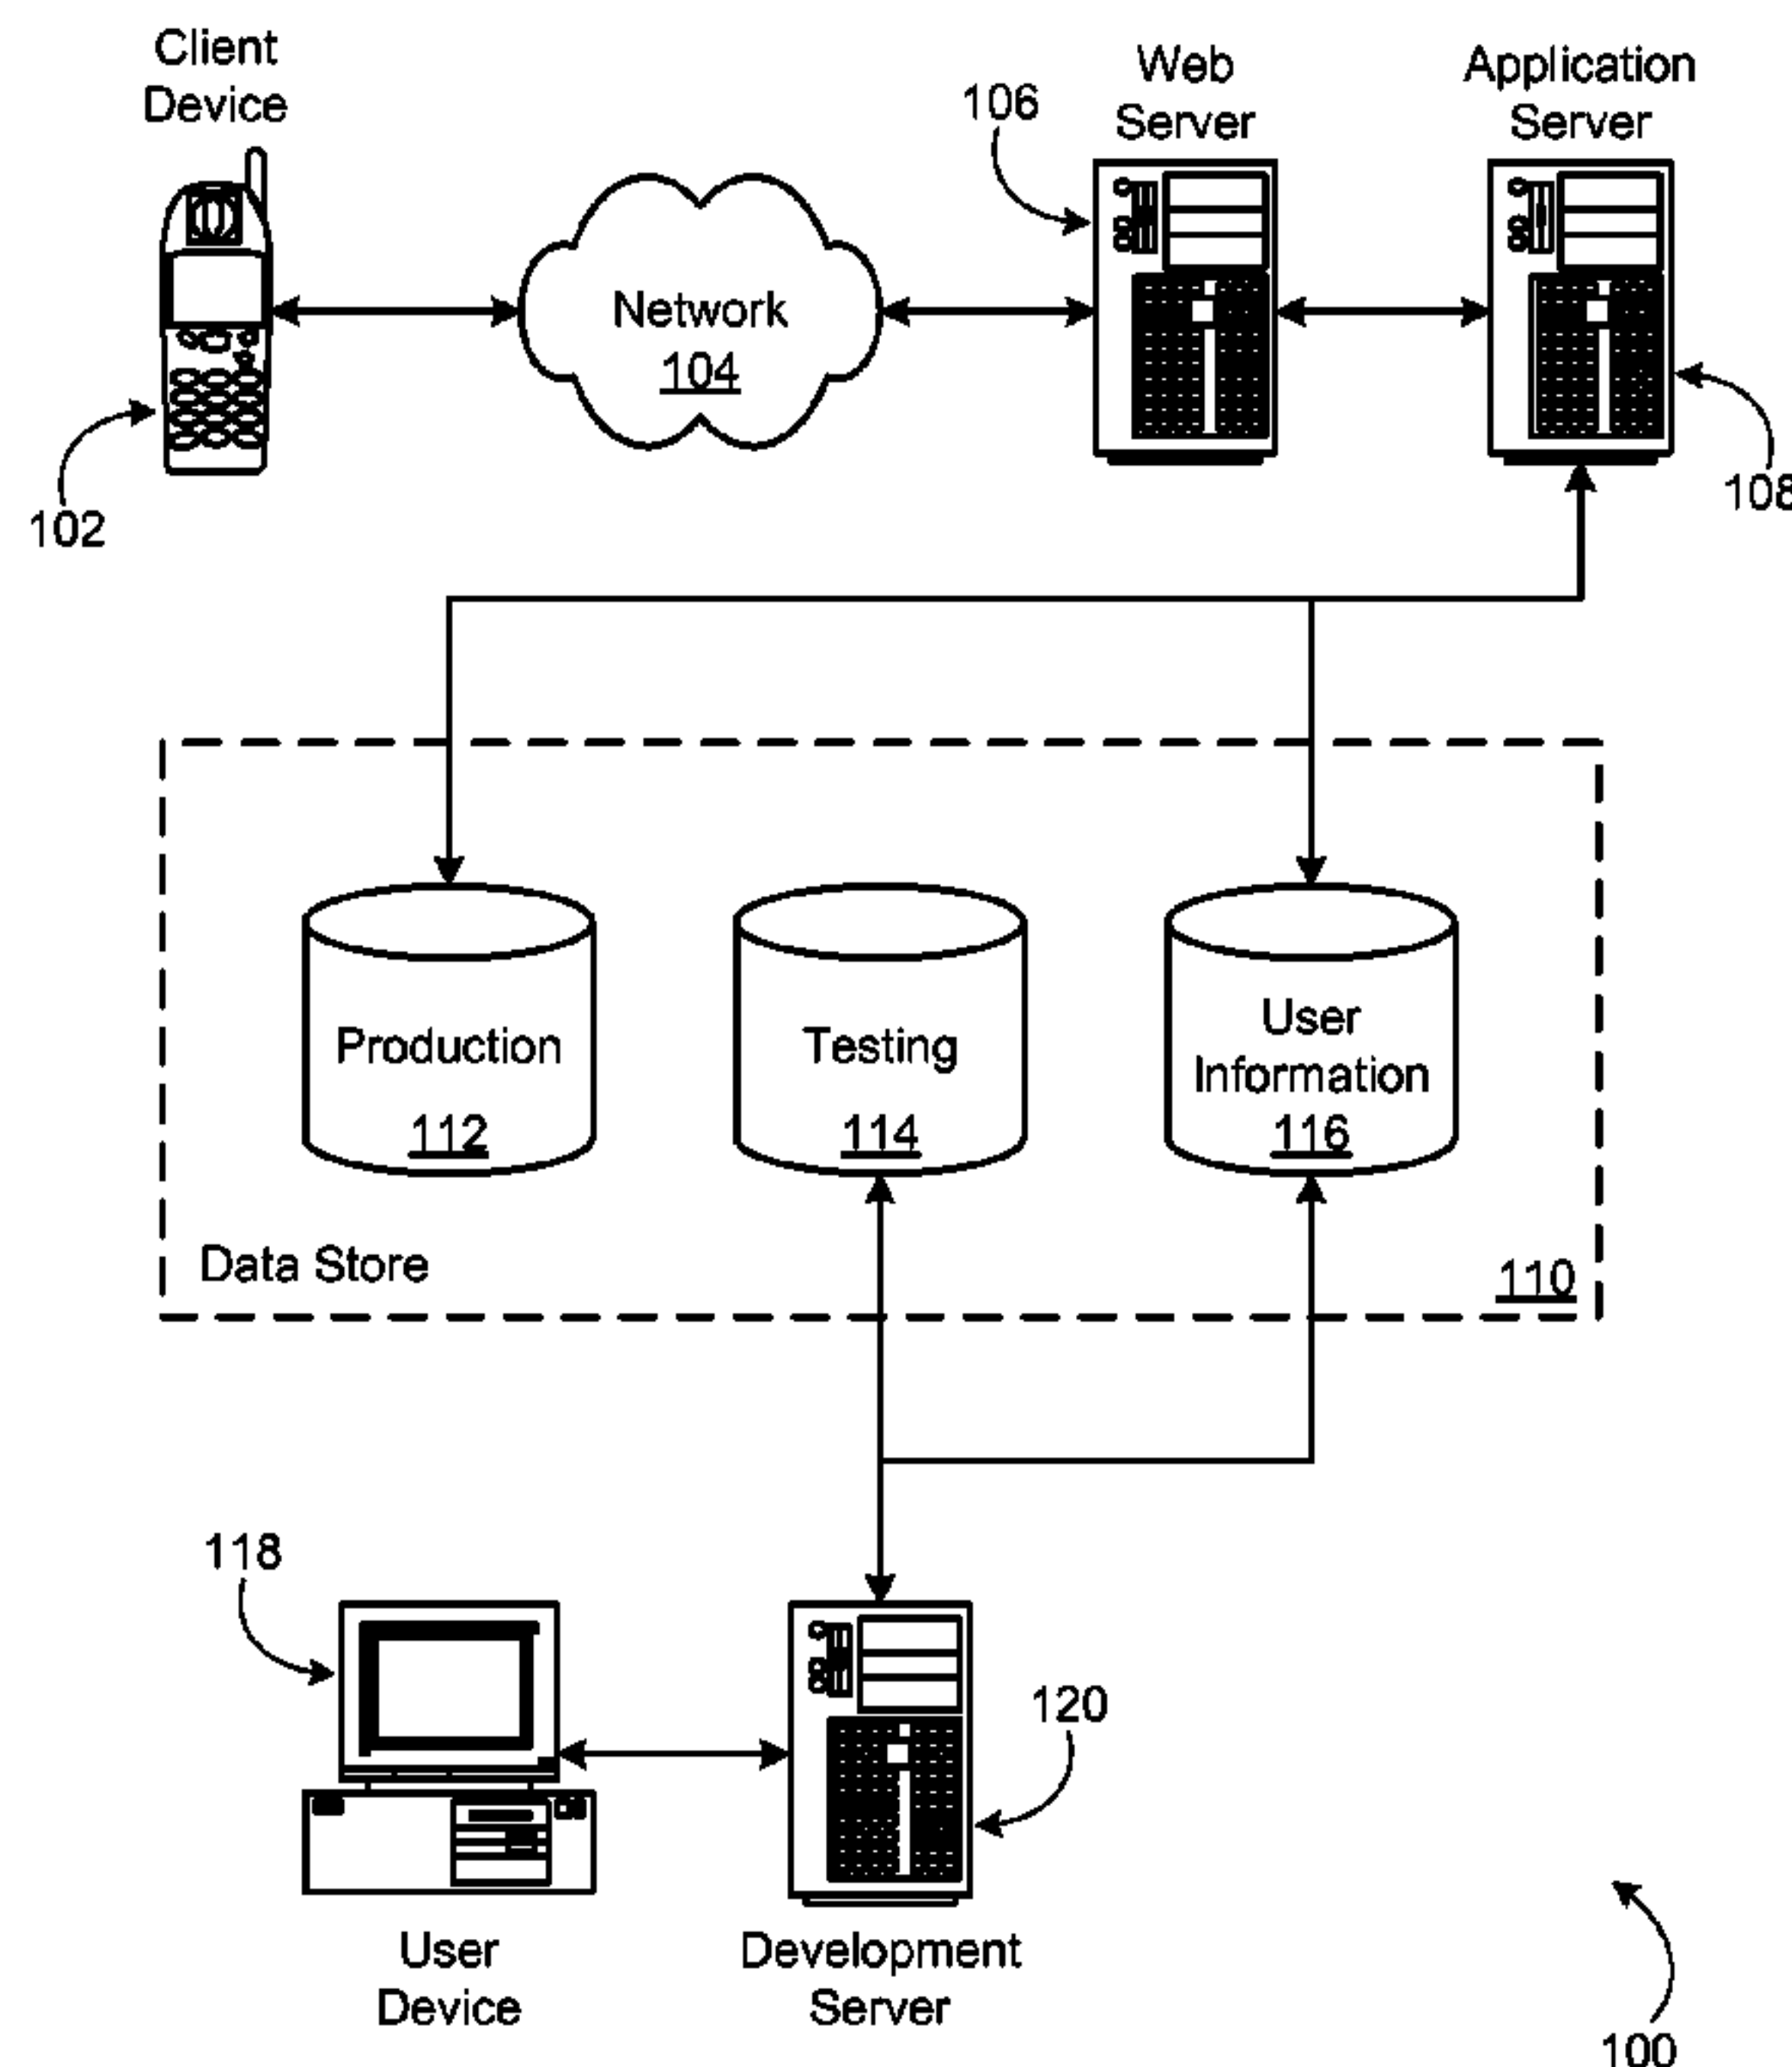 Client
Device
Web
Server
Application
Server
106
Network
104
102
108
Production
112
Testing
114
User
Information
116
Data Store
110
118
120
User
Device
Development
Server
100